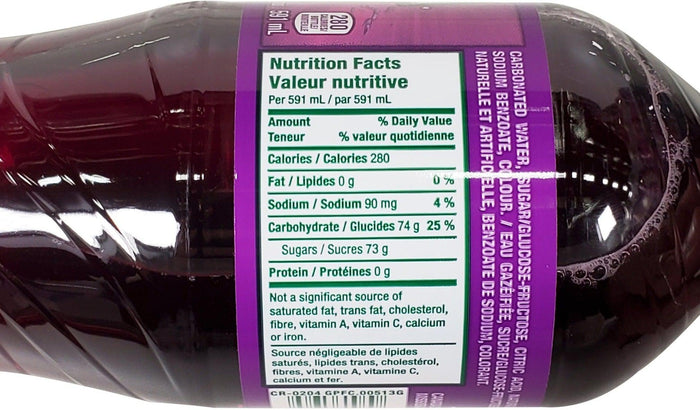 591 mL
280
Nutrition Facts
Valeur nutritive
Per 591 mL / par 591 mL
Amount % Daily Value
Teneur % valeur quotidienne
Calories / Calories 280
Fat / Lipides 0 g 0 %
Sodium / Sodium 90 mg 4 %
Carbohydrate / Glucides 74 g 25 %
Sugars / Sucres 73 g
Protein / Protéines 0 g
Not a significant source of
saturated fat, trans fat, cholesterol,
fibre, vitamin A, vitamin C, calcium
or iron.
Source négligeable de lipides
saturés, lipides trans, cholestérol,
fibres, vitamine A, vitamine C,
calcium et fer.
CR-0204 GPFC.00513G
CARBONATED WATER, SUGAR/GLUCOSE-FRUCTOSE, CITRIC ACID,
SODIUM BENZOATE, COLOUR. / EAU GAZÉIFIÉE, SUCRE/GLUCOSE-FRUC
NATURELLE ET ARTIFICIELLE, BENZOATE DE SODIUM, COLORANT.